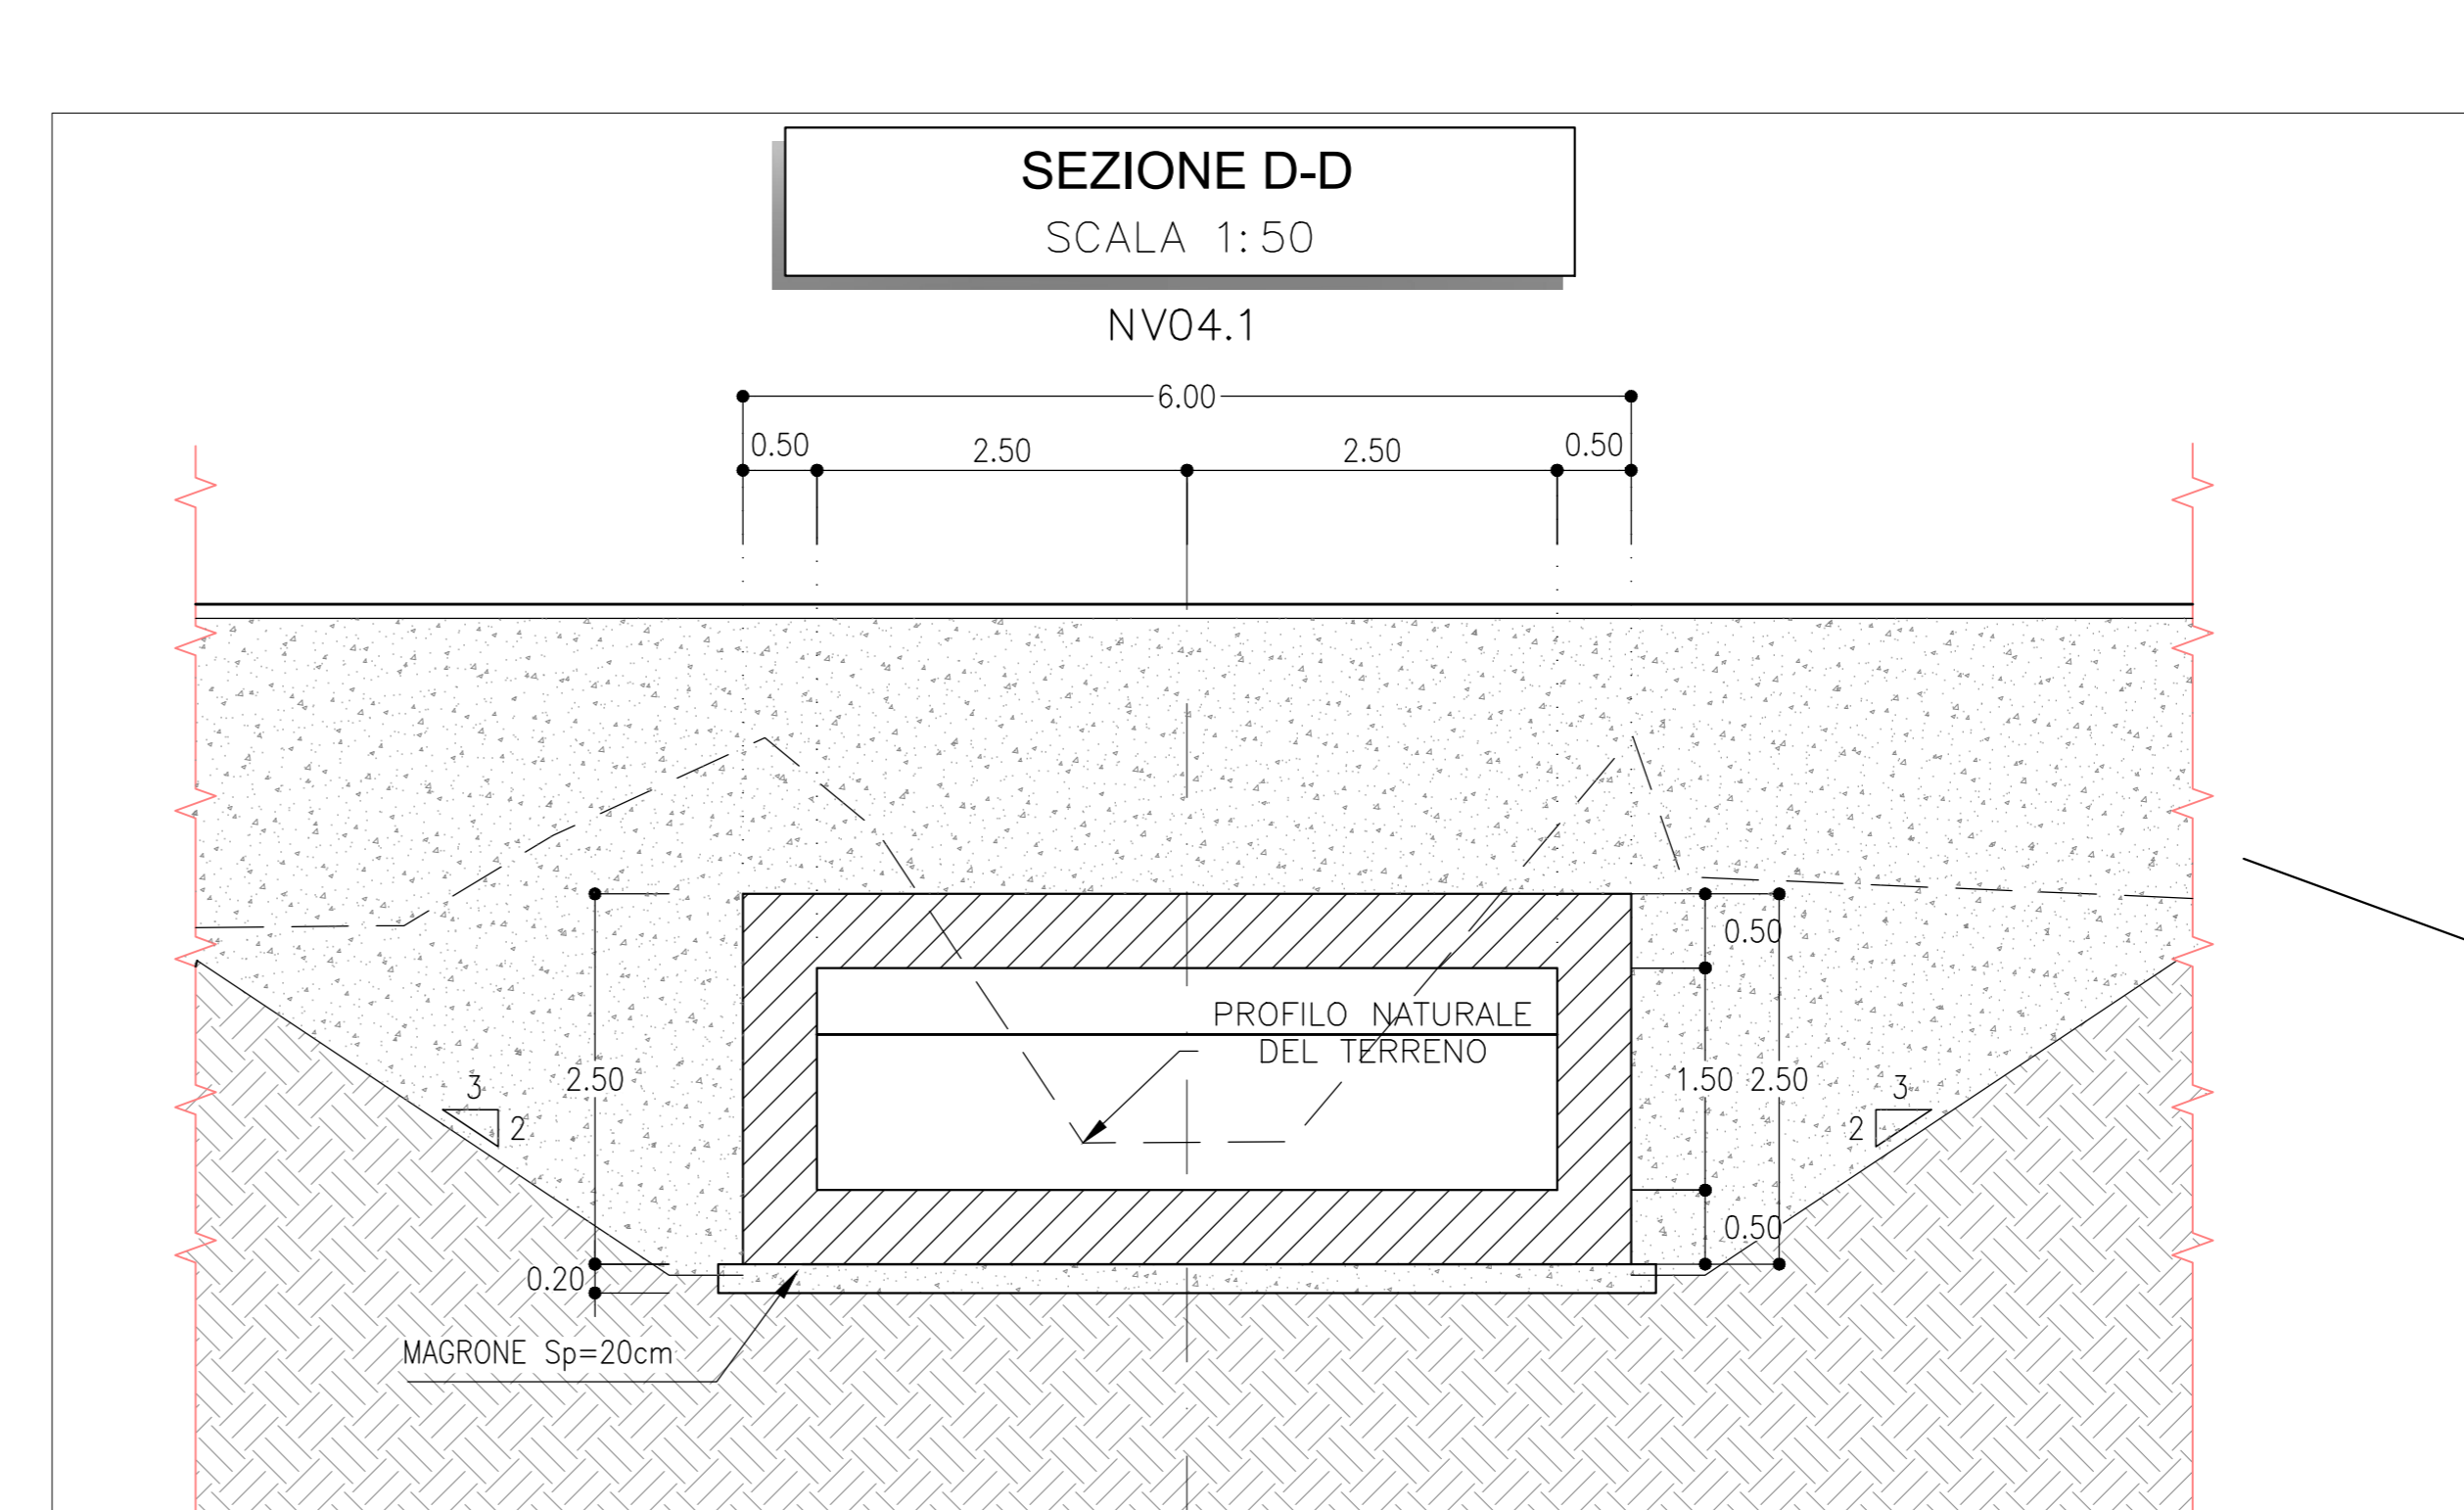 SEZIONE D-D
SCALA 1:50
NV04.1
6.00
0.50 2.50 2.50 0.50
0.50
PROFILO NATURALE
DEL TERRENO
2.50 1.50 2.50
3 3
2 2
0.50
0.20
MAGRONE Sp=20cm